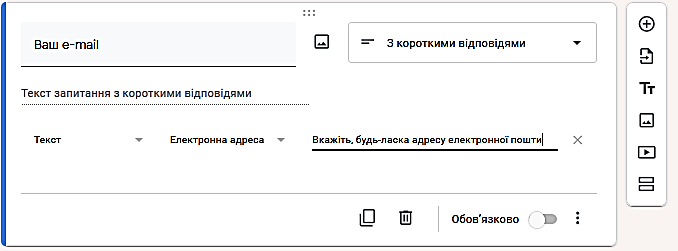 Ваш e-mail
З короткими відповідями
Текст запитання з короткими відповідями
Текст Електронна адреса Вкажіть, будь-ласка адресу електронної пошти
Обов'язково
Тт